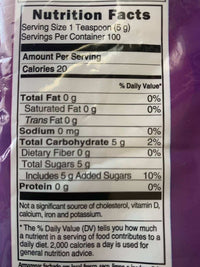 Nutrition Facts
Serving Size 1 Teaspoon (5 g)
Servings Per Container 100
Amount Per Serving
Calories 20
% Daily Value*
Total Fat 0 g 0%
Saturated Fat 0 g 0%
Trans Fat 0 g
Sodium 0 mg 0%
Total Carbohydrate 5 g 2%
Dietary Fiber 0 g 0%
Total Sugars 5 g
Includes 5 g Added Sugars 10%
Protein 0 g 0%
Not a significant source of cholesterol, vitamin D,
calcium, iron and potassium.
* The % Daily Value (DV) tells you how much
a nutrient in a serving of food contributes to a
daily diet. 2,000 calories a day is used for
general nutrition advice.